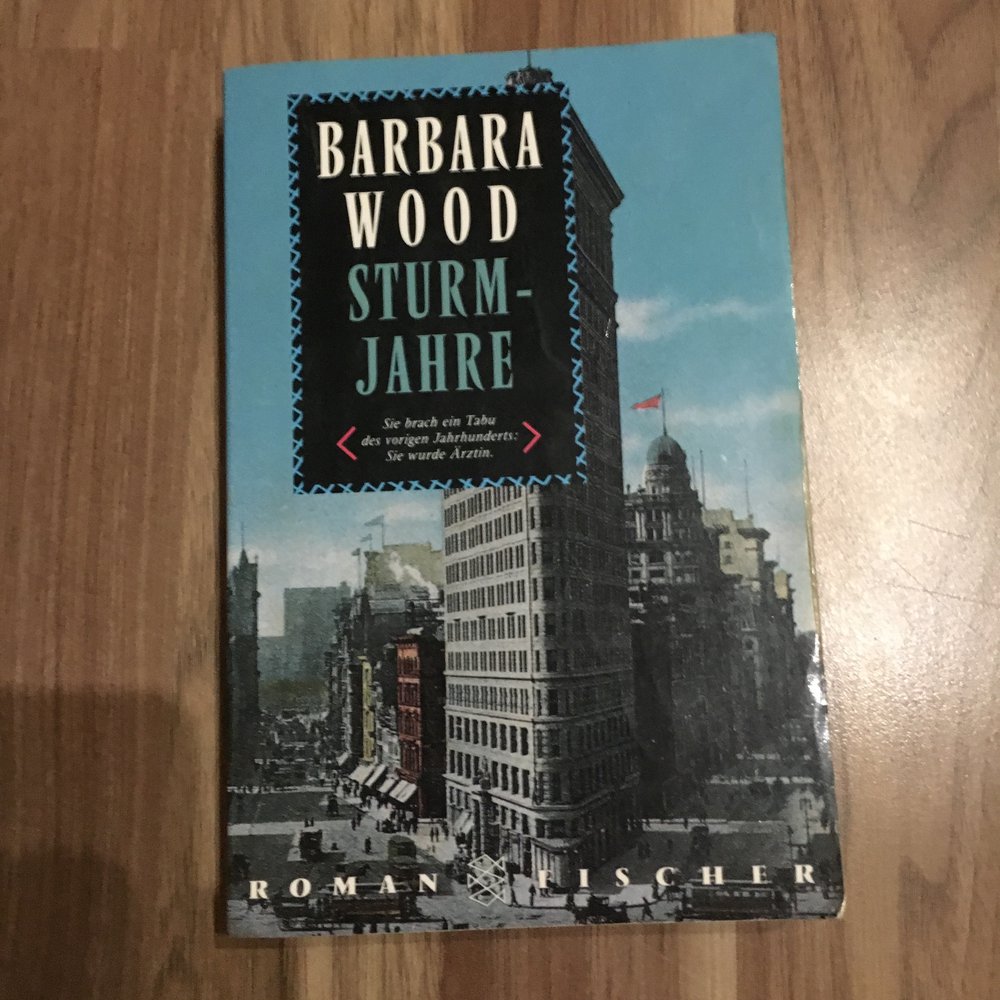 BARBARA
WOOD
STURM-
JAHRE
Sie brach ein Tabu
des vorigen Jahrhunderts:
Sie wurde Ärztin.
ROMAN FISCHER